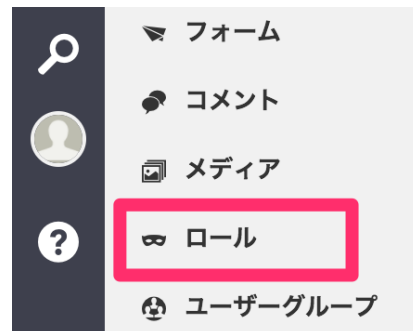 フォーム
コメント
メディア
ロール
ユーザーグループ